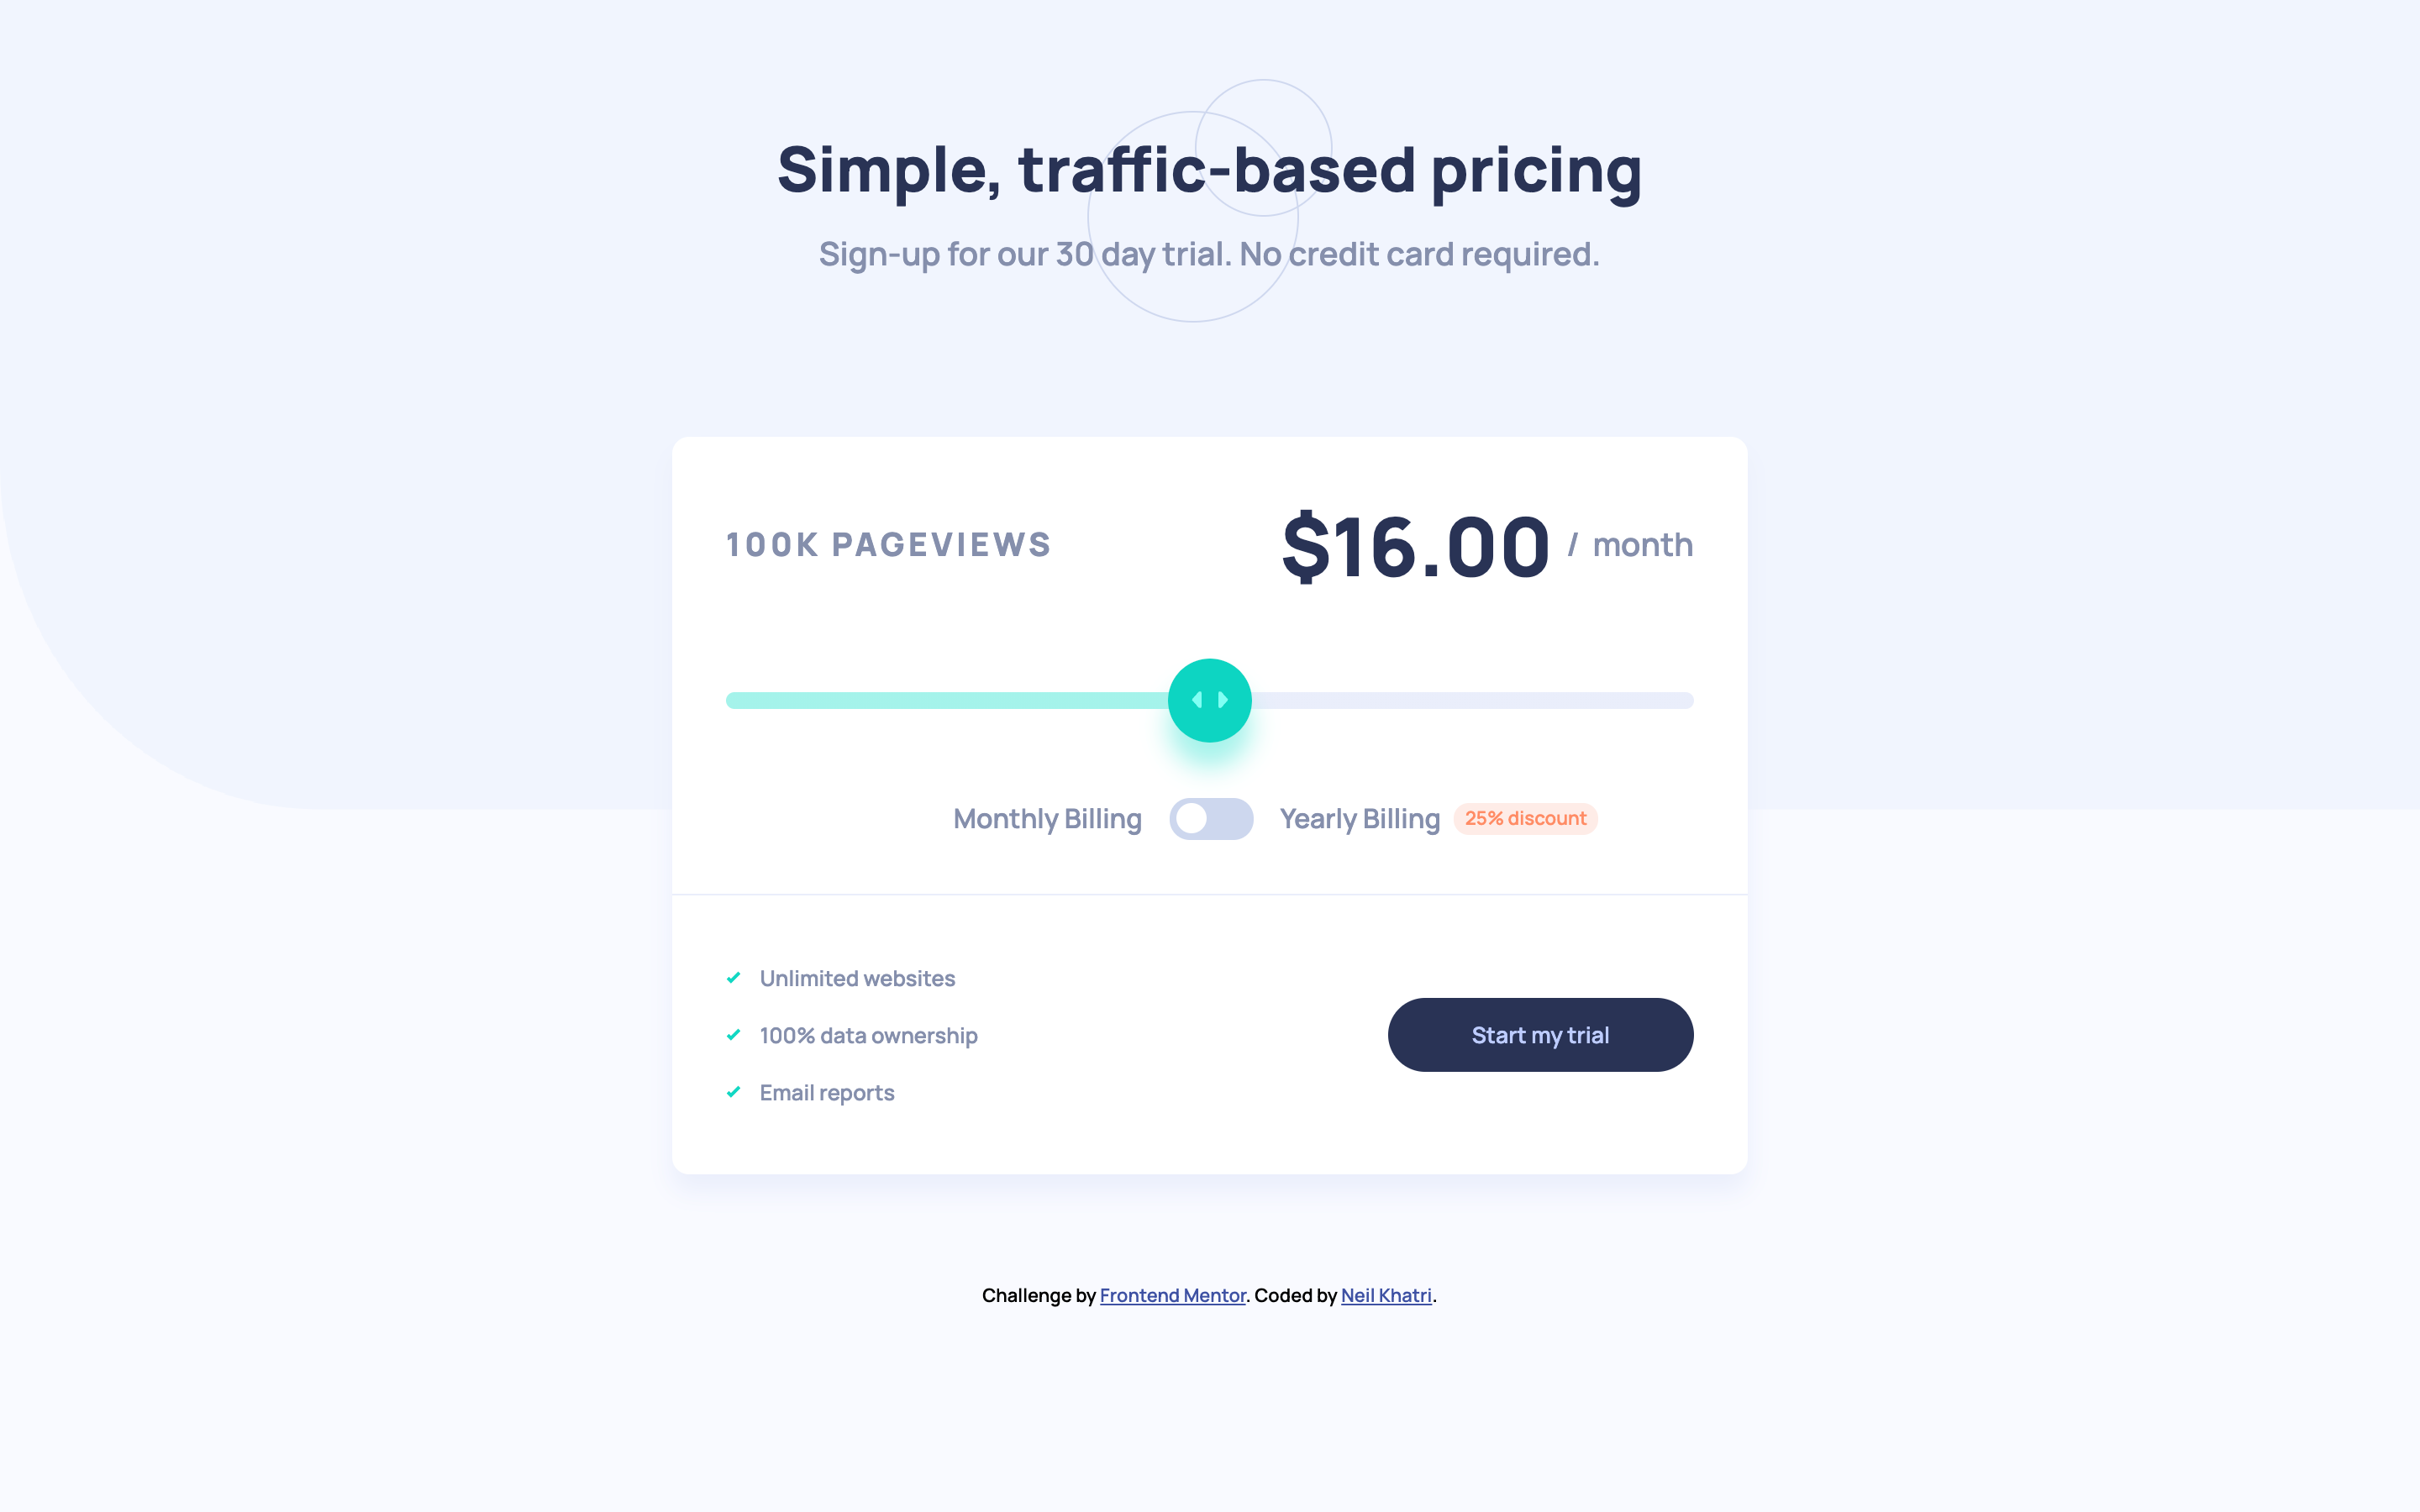 Simple, traffic-based pricing
Sign-up for our 30 day trial. No credit card required.
100K PAGEVIEWS
$16.00 / month
Monthly Billing
Yearly Billing
25% discount
Unlimited websites
100% data ownership
Email reports
Start my trial
Challenge by Frontend Mentor. Coded by Neil Khatri.